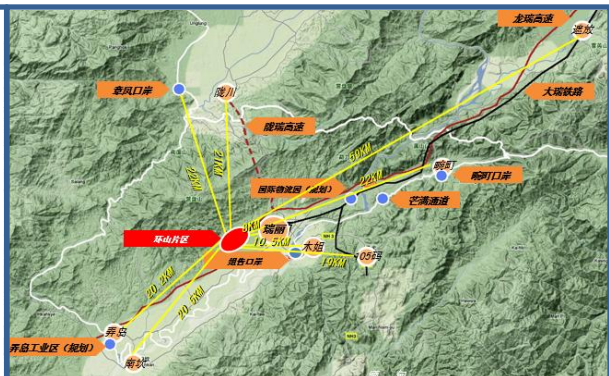 龙瑞高速
遮放
大瑞铁路
章凤口岸
陇川
陇瑞高速
21KM
50KM
22KM
畹町
国际物流园(规划)
畹町口岸
芒满通道
瑞丽
环山片区
10.5KM
木姐
105码
19KM
姐告口岸
20.2KM
20.5KM
弄岛
弄岛工业区(规划)
南坎